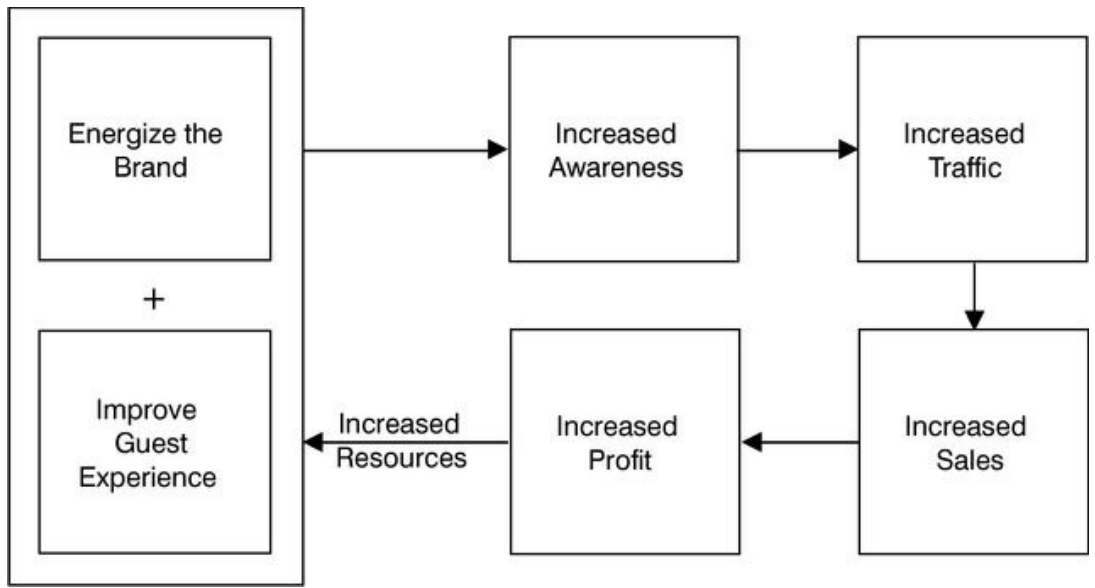 Energize the
Brand
+
Improve
Guest
Experience
Increased
Awareness
Increased
Traffic
Increased
Sales
Increased
Profit
Increased
Resources